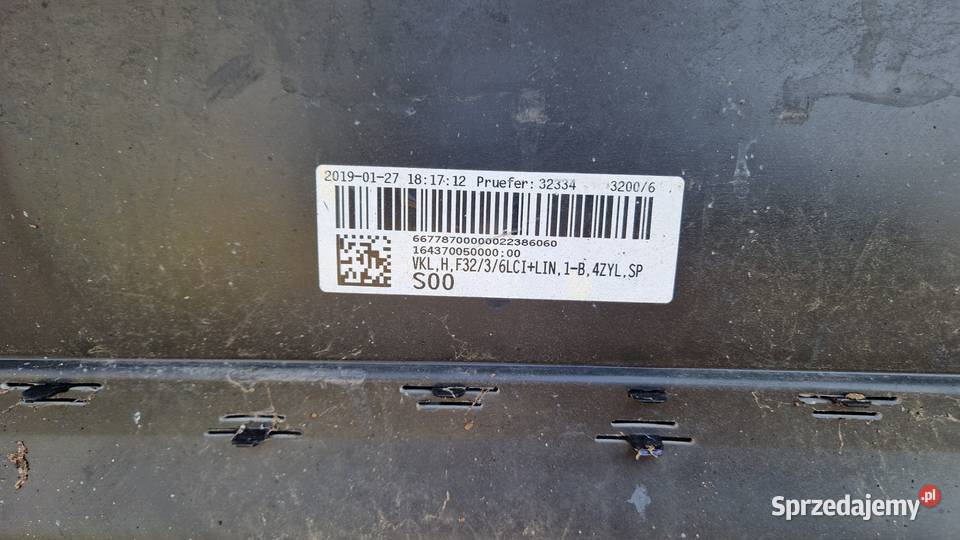 2019-01-27 18:17:12 Pruefer: 32334 3200/6
66778700000022386060
164370050000;00
VKL,H,F32/3/6LCI+LIN,1-B,4ZYL,SP
S00
Sprzedajemy.pl